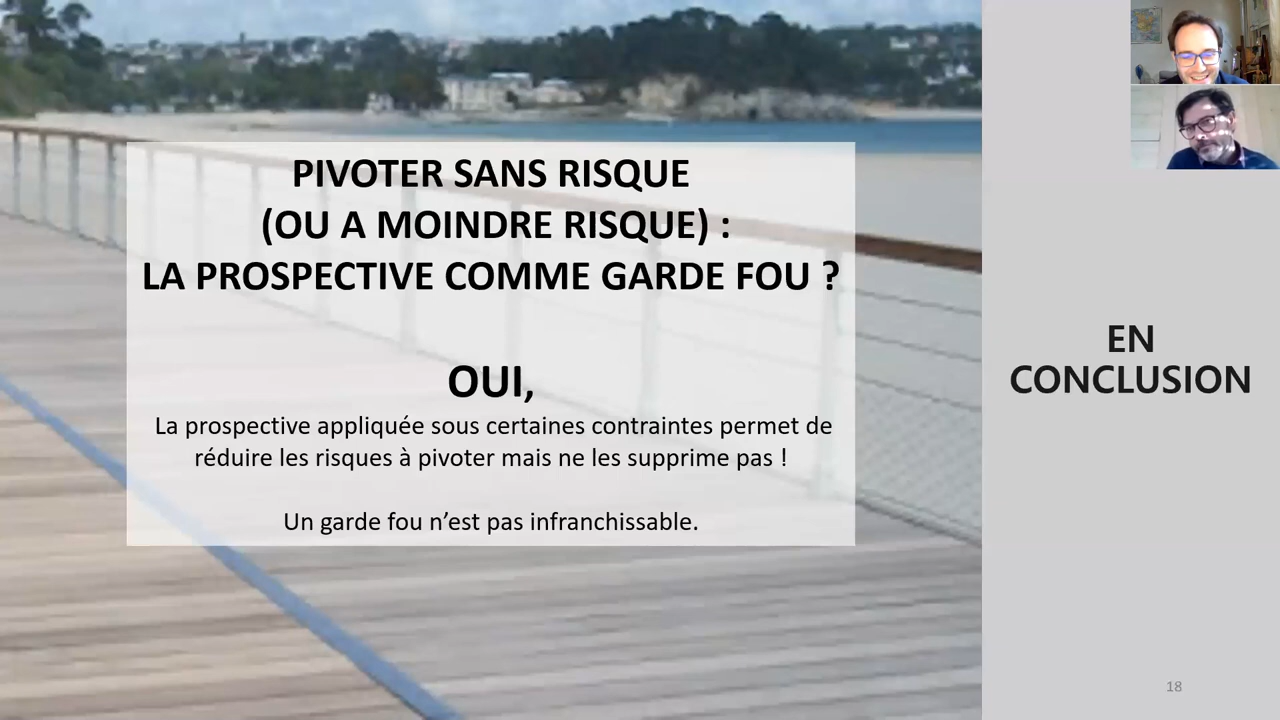 PIVOTER SANS RISQUE
(OU A MOINDRE RISQUE) :
LA PROSPECTIVE COMME GARDE FOU ?
OUI,
La prospective appliquée sous certaines contraintes permet de
réduire les risques à pivoter mais ne les supprime pas !
Un garde fou n’est pas infranchissable.
EN
CONCLUSION
18